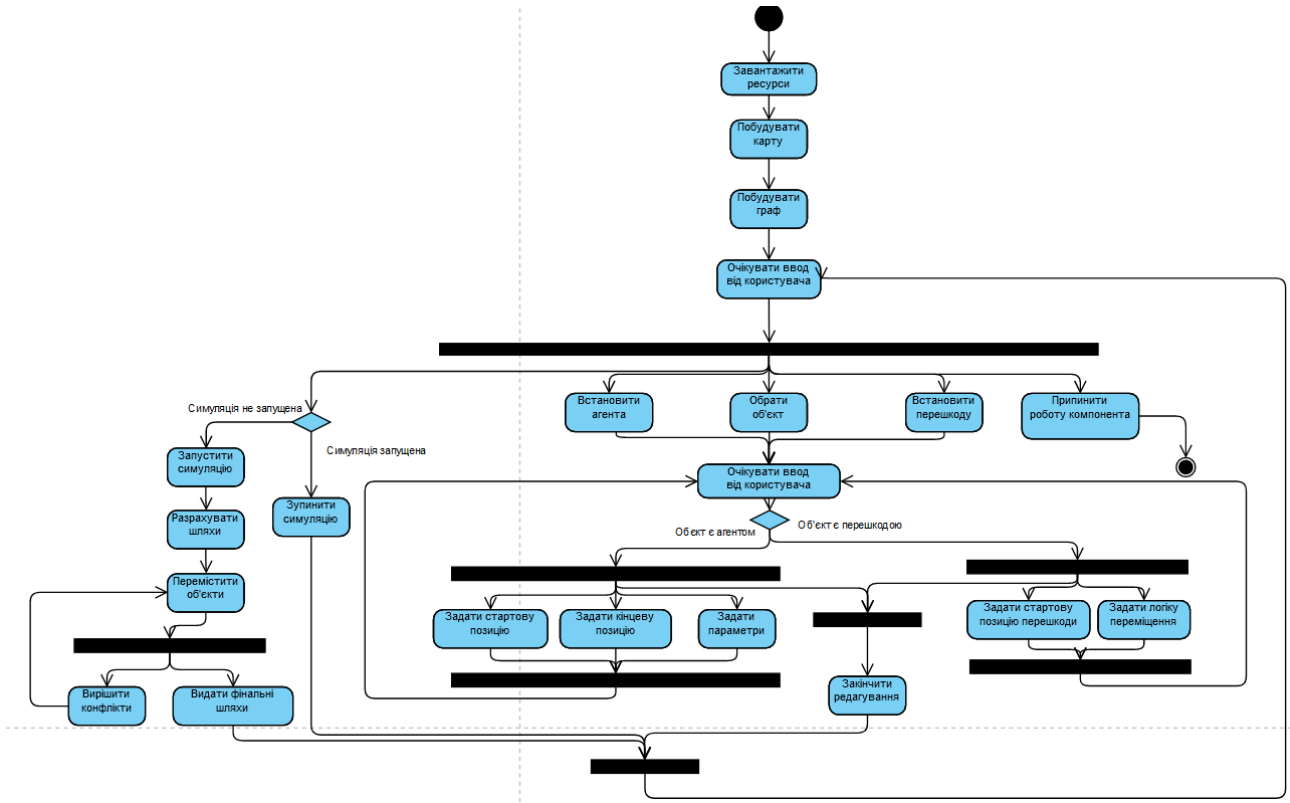 Завантажити
ресурси
Побудувати
карту
Побудувати
граф
Очікувати ввод
від користувача
Встановити
агента
Обрати
об'єкт
Встановити
перешкоду
Припинити
роботу компонента
Симуляція не запущена
Симуляція запущена
Запустити
симуляцію
Очікувати ввод
від користувача
Зупинити
симуляцію
Разрахувати
шляхи
Об'єкт є агентом
Об'єкт є перешкодою
Перемістити
об'єкти
Задати стартову
позицію
Задати кінцеву
позицію
Задати
параметри
Задати стартову
позицію перешкоди
Задати логіку
переміщення
Вирішити
конфлікти
Видати фінальні
шляхи
Закінчити
редагування